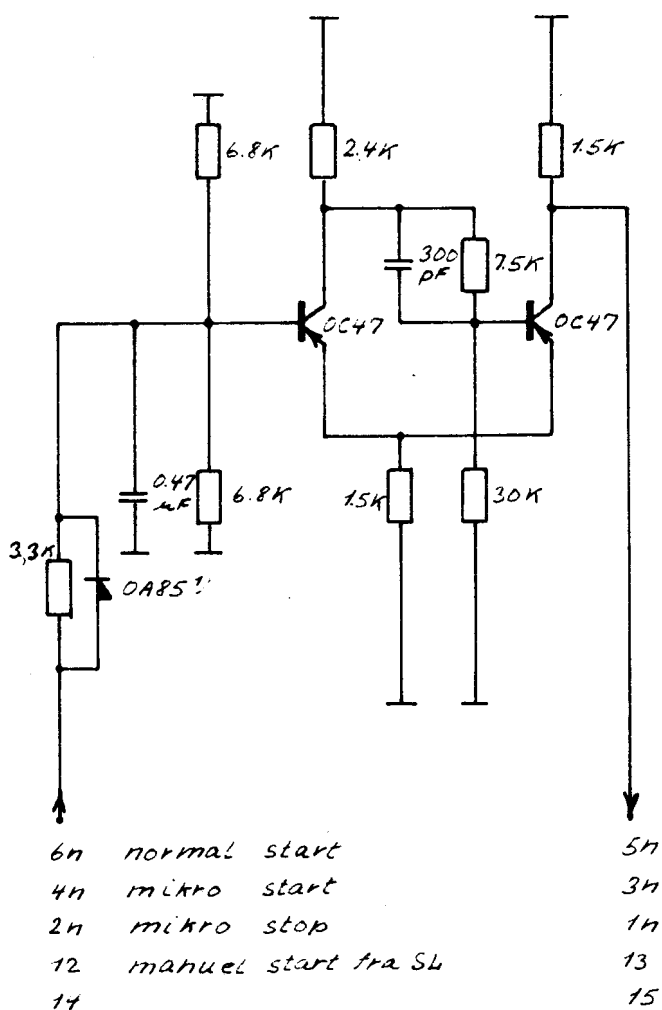 6.8K
2.4K
1.5K
300
pF
7.5K
OC47
OC47
0.47
µF
6.8K
1.5K
30K
3,3K
OA85
6n normal start 5n
4n mikro start 3n
2n mikro stop 1n
12 manuel start fra SL 13
14 15